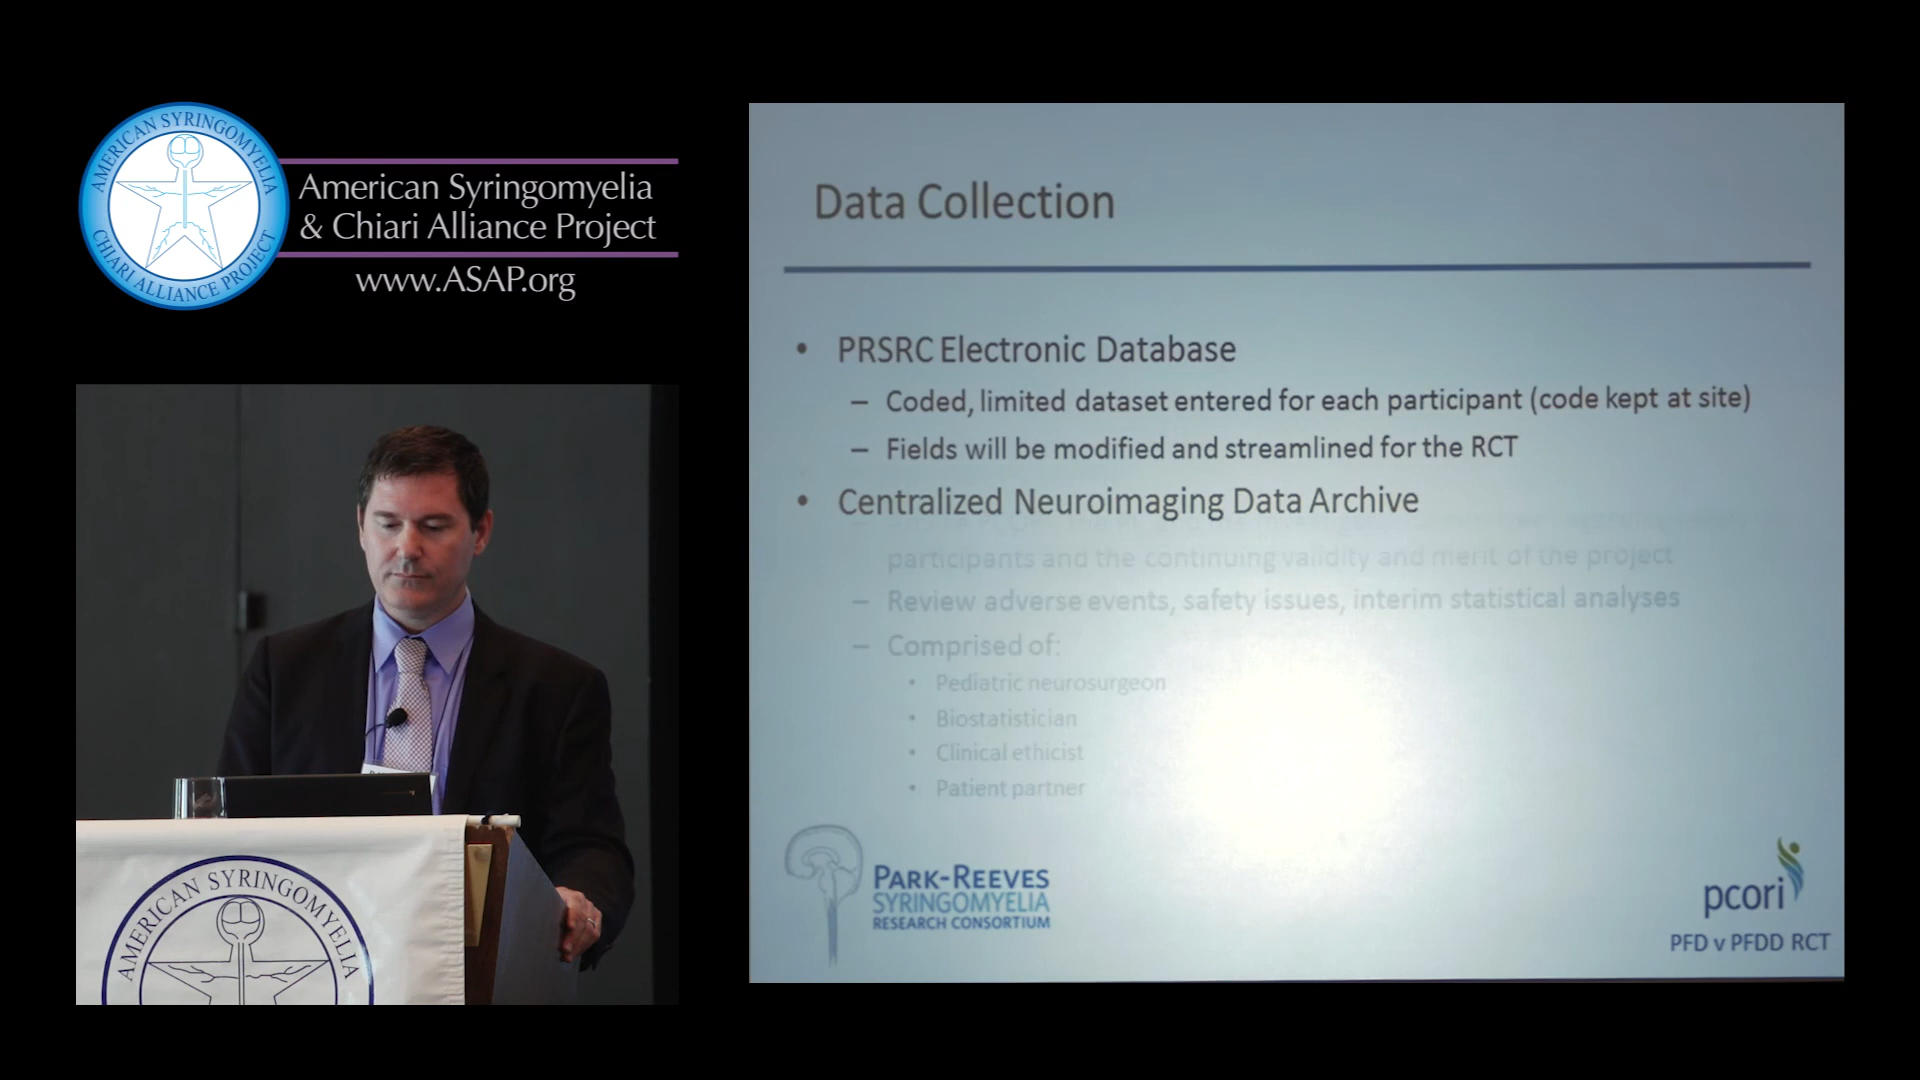 AMERICAN SYRINGOMYELIA
CHIARI ALLIANCE PROJECT
American Syringomyelia
& Chiari Alliance Project
www.ASAP.org
AMERICAN SYRINGOMYELIA
Data Collection
• PRSRC Electronic Database
– Coded, limited dataset entered for each participant (code kept at site)
– Fields will be modified and streamlined for the RCT
• Centralized Neuroimaging Data Archive
participants and the continuing validity and merit of the project
– Review adverse events, safety issues, interim statistical analyses
– Comprised of:
• Pediatric neurosurgeon
• Biostatistician
• Clinical ethicist
• Patient partner
PARK-REEVES
SYRINGOMYELIA
RESEARCH CONSORTIUM
pcori
PFD v PFDD RCT